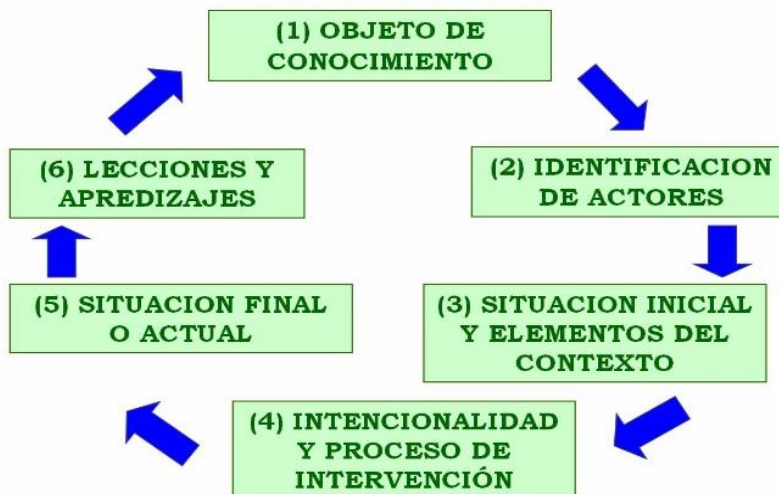 (1) OBJETO DE
CONOCIMIENTO
(2) IDENTIFICACION
DE ACTORES
(3) SITUACION INICIAL
Y ELEMENTOS DEL
CONTEXTO
(4) INTENCIONALIDAD
Y PROCESO DE
INTERVENCIÓN
(5) SITUACION FINAL
O ACTUAL
(6) LECCIONES Y
APREDIZAJES